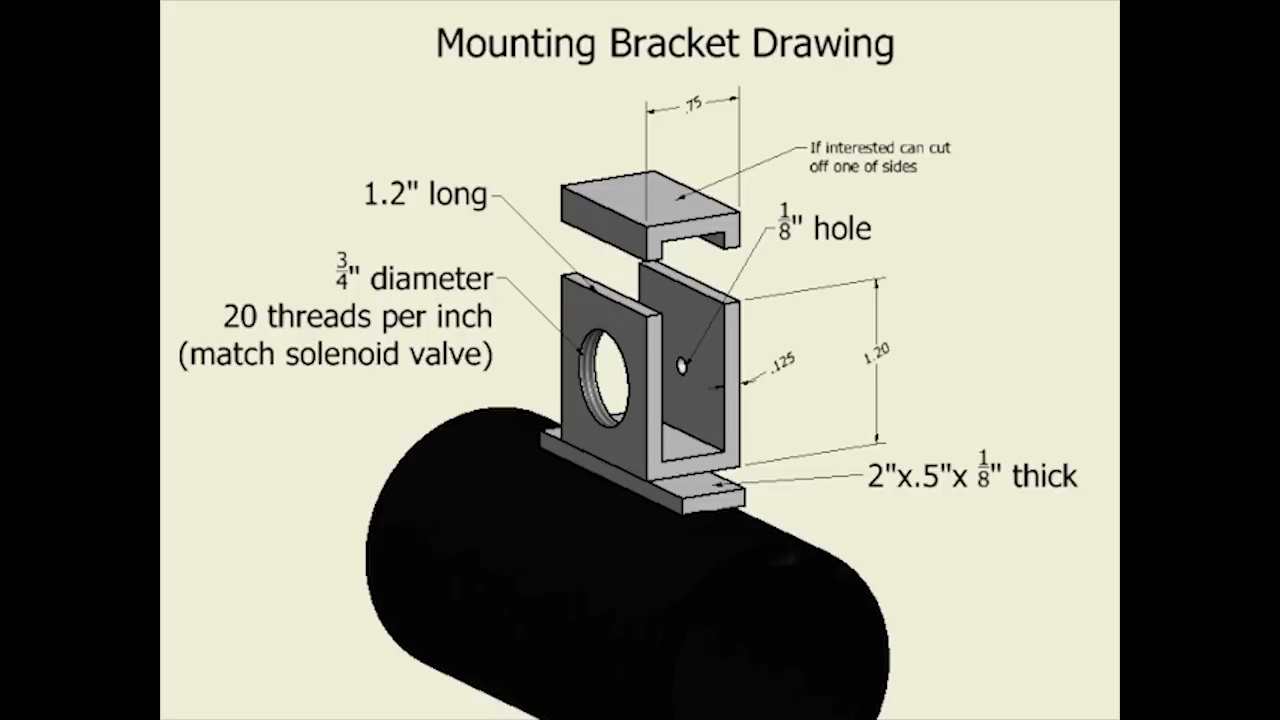 Mounting Bracket Drawing
.75
If interested can cut
off one of sides
1.2" long
1/8" hole
3/4" diameter
20 threads per inch
(match solenoid valve)
.125
1.20
2"x.5"x 1/8" thick